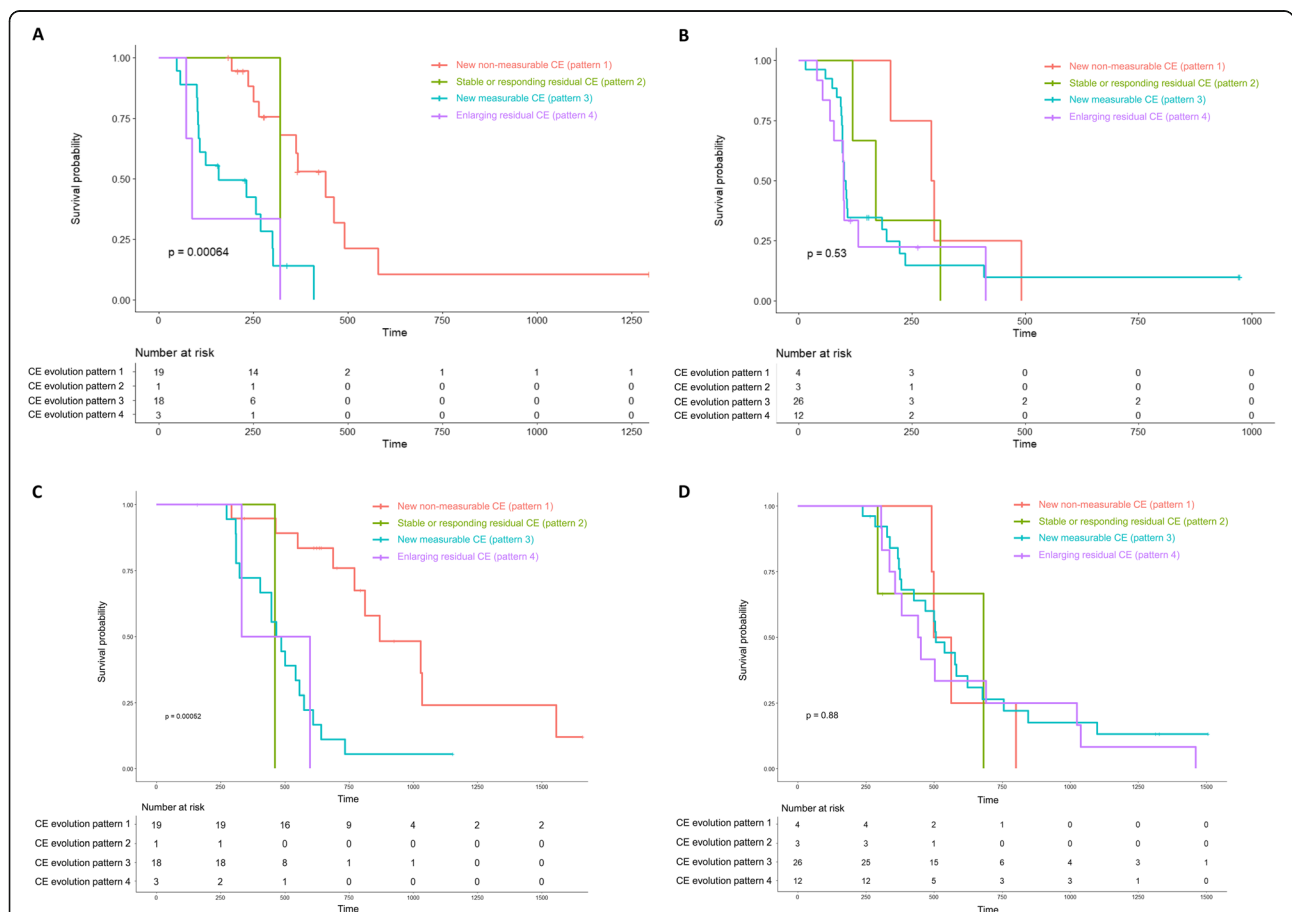 A
New non-measurable CE (pattern 1)
Stable or responding residual CE (pattern 2)
New measurable CE (pattern 3)
Enlarging residual CE (pattern 4)
Survival probability
1.00
0.75
0.50
0.25
0.00
p = 0.00064
0 250 500 750 1000 1250
Time
Number at risk
CE evolution pattern 1 19 14 2 1 1 1
CE evolution pattern 2 1 1 0 0 0 0
CE evolution pattern 3 18 6 0 0 0 0
CE evolution pattern 4 3 1 0 0 0 0
0 250 500 750 1000 1250
Time
B
New non-measurable CE (pattern 1)
Stable or responding residual CE (pattern 2)
New measurable CE (pattern 3)
Enlarging residual CE (pattern 4)
Survival probability
1.00
0.75
0.50
0.25
0.00
p = 0.53
0 250 500 750 1000
Time
Number at risk
CE evolution pattern 1 4 3 0 0 0
CE evolution pattern 2 3 1 0 0 0
CE evolution pattern 3 26 3 2 2 0
CE evolution pattern 4 12 2 0 0 0
0 250 500 750 1000
Time
C
New non-measurable CE (pattern 1)
Stable or responding residual CE (pattern 2)
New measurable CE (pattern 3)
Enlarging residual CE (pattern 4)
Survival probability
1.00
0.75
0.50
0.25
0.00
p = 0.00052
0 250 500 750 1000 1250 1500
Time
Number at risk
CE evolution pattern 1 19 19 16 9 4 2 2
CE evolution pattern 2 1 1 0 0 0 0 0
CE evolution pattern 3 18 18 8 1 1 0 0
CE evolution pattern 4 3 2 1 0 0 0 0
0 250 500 750 1000 1250 1500
Time
D
New non-measurable CE (pattern 1)
Stable or responding residual CE (pattern 2)
New measurable CE (pattern 3)
Enlarging residual CE (pattern 4)
Survival probability
1.00
0.75
0.50
0.25
0.00
p = 0.88
0 250 500 750 1000 1250 1500
Time
Number at risk
CE evolution pattern 1 4 4 2 1 0 0 0
CE evolution pattern 2 3 3 1 0 0 0 0
CE evolution pattern 3 26 25 15 6 4 3 1
CE evolution pattern 4 12 12 5 3 3 1 0
0 250 500 750 1000 1250 1500
Time